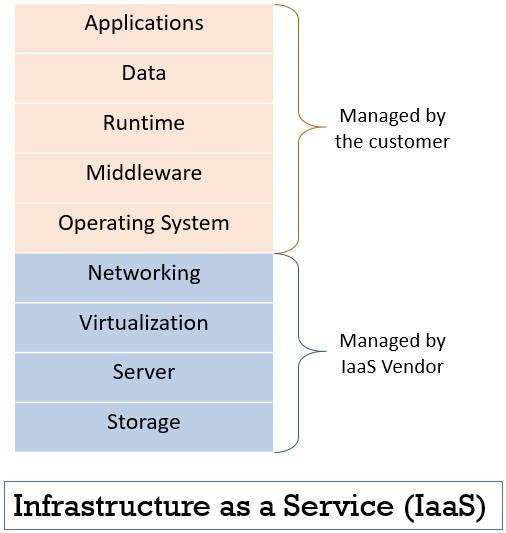 Applications
Data
Runtime
Managed by
the customer
Middleware
Operating System
Networking
Virtualization
Managed by
IaaS Vendor
Server
Storage
Infrastructure as a Service (IaaS)